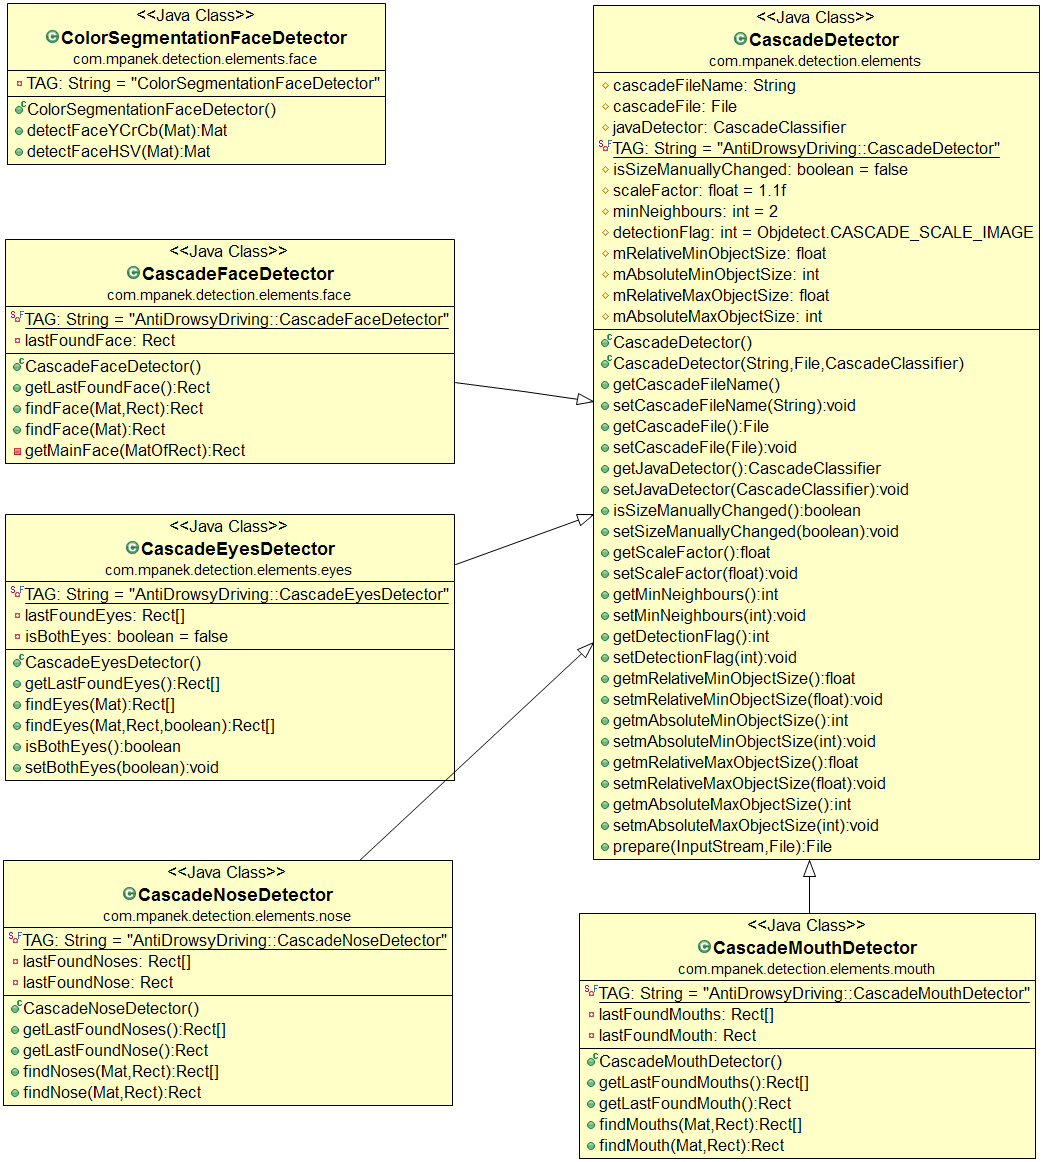 <<Java Class>>
ColorSegmentationFaceDetector
com.mpanek.detection.elements.face
TAG: String = "ColorSegmentationFaceDetector"
ColorSegmentationFaceDetector()
detectFaceYCrCb(Mat):Mat
detectFaceHSV(Mat):Mat
<<Java Class>>
CascadeFaceDetector
com.mpanek.detection.elements.face
TAG: String = "AntiDrowsyDriving::CascadeFaceDetector"
lastFoundFace: Rect
CascadeFaceDetector()
getLastFoundFace():Rect
findFace(Mat,Rect):Rect
findFace(Mat):Rect
getMainFace(MatOfRect):Rect
<<Java Class>>
CascadeEyesDetector
com.mpanek.detection.elements.eyes
TAG: String = "AntiDrowsyDriving::CascadeEyesDetector"
lastFoundEyes: Rect[]
isBothEyes: boolean = false
CascadeEyesDetector()
getLastFoundEyes():Rect[]
findEyes(Mat):Rect[]
findEyes(Mat,Rect,boolean):Rect[]
isBothEyes():boolean
setBothEyes(boolean):void
<<Java Class>>
CascadeNoseDetector
com.mpanek.detection.elements.nose
TAG: String = "AntiDrowsyDriving::CascadeNoseDetector"
lastFoundNoses: Rect[]
lastFoundNose: Rect
CascadeNoseDetector()
getLastFoundNoses():Rect[]
getLastFoundNose():Rect
findNoses(Mat,Rect):Rect[]
findNose(Mat,Rect):Rect
<<Java Class>>
CascadeDetector
com.mpanek.detection.elements
cascadeFileName: String
cascadeFile: File
javaDetector: CascadeClassifier
TAG: String = "AntiDrowsyDriving::CascadeDetector"
isSizeManuallyChanged: boolean = false
scaleFactor: float = 1.1f
minNeighbours: int = 2
detectionFlag: int = Objdetect.CASCADE_SCALE_IMAGE
mRelativeMinObjectSize: float
mAbsoluteMinObjectSize: int
mRelativeMaxObjectSize: float
mAbsoluteMaxObjectSize: int
CascadeDetector()
CascadeDetector(String,File,CascadeClassifier)
getCascadeFileName()
setCascadeFileName(String):void
getCascadeFile():File
setCascadeFile(File):void
getJavaDetector():CascadeClassifier
setJavaDetector(CascadeClassifier):void
isSizeManuallyChanged():boolean
setSizeManuallyChanged(boolean):void
getScaleFactor():float
setScaleFactor(float):void
getMinNeighbours():int
setMinNeighbours(int):void
getDetectionFlag():int
setDetectionFlag(int):void
getmRelativeMinObjectSize():float
setmRelativeMinObjectSize(float):void
getmAbsoluteMinObjectSize():int
setmAbsoluteMinObjectSize(int):void
getmRelativeMaxObjectSize():float
setmRelativeMaxObjectSize(float):void
getmAbsoluteMaxObjectSize():int
setmAbsoluteMaxObjectSize(int):void
prepare(InputStream,File):File
<<Java Class>>
CascadeMouthDetector
com.mpanek.detection.elements.mouth
TAG: String = "AntiDrowsyDriving::CascadeMouthDetector"
lastFoundMouths: Rect[]
lastFoundMouth: Rect
CascadeMouthDetector()
getLastFoundMouths():Rect[]
getLastFoundMouth():Rect
findMouths(Mat,Rect):Rect[]
findMouth(Mat,Rect):Rect